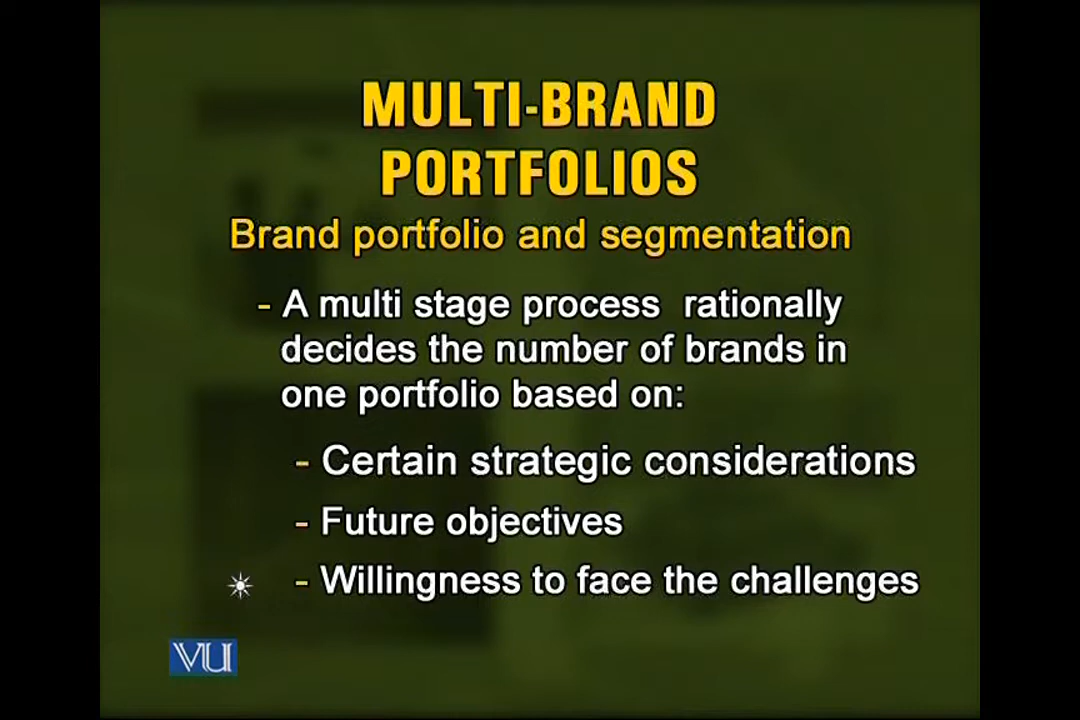 MULTI-BRAND
PORTFOLIOS
Brand portfolio and segmentation
- A multi stage process rationally
decides the number of brands in
one portfolio based on:
- Certain strategic considerations
- Future objectives
- Willingness to face the challenges
VU